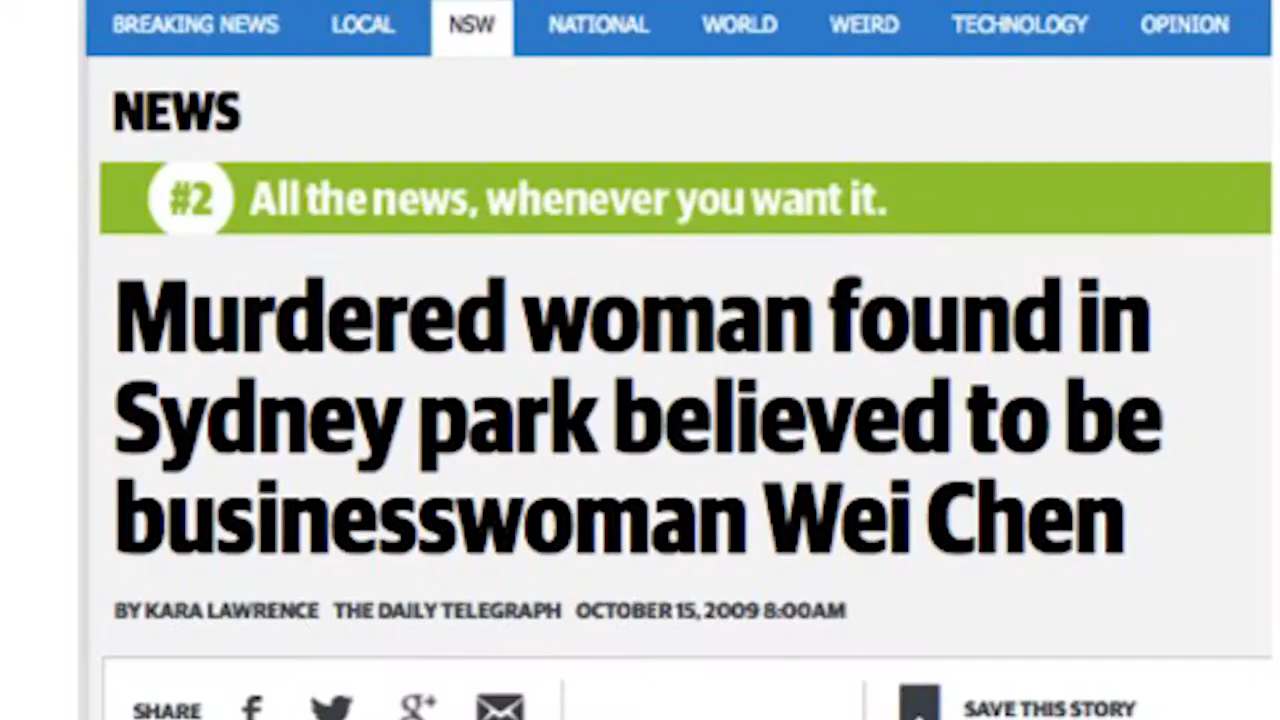 BREAKING NEWS LOCAL NSW NATIONAL WORLD WEIRD TECHNOLOGY OPINION
NEWS
#2 All the news, whenever you want it.
Murdered woman found in
Sydney park believed to be
businesswoman Wei Chen
BY KARA LAWRENCE THE DAILY TELEGRAPH OCTOBER 15, 2009 8:00AM
SHARE f g+ SAVE THIS STORY